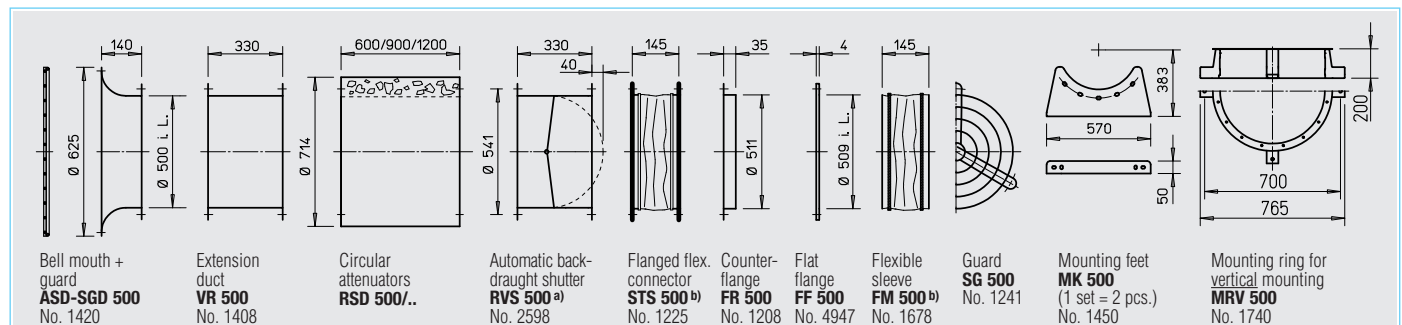 140
Ø 625
Ø 500 i. L..
Bell mouth +
guard
ASD-SGD 500
No. 1420
330
Extension
duct
VR 500
No. 1408
600/900/1200
Ø 714
Circular
attenuators
RSD 500/..
330
40
Ø 541
Automatic back-
draught shutter
RVS 500 a)
No. 2598
145
Flanged flex.
connector
STS 500 b)
No. 1225
35
Ø 511
Counter-
flange
FR 500
No. 1208
4
Ø 509 i. L..
Flat
flange
FF 500
No. 4947
145
Flexible
sleeve
FM 500 b)
No. 1678
Guard
SG 500
No. 1241
383
570
50
Mounting feet
MK 500
(1 set = 2 pcs.)
No. 1450
200
700
765
Mounting ring for
vertical mounting
MRV 500
No. 1740